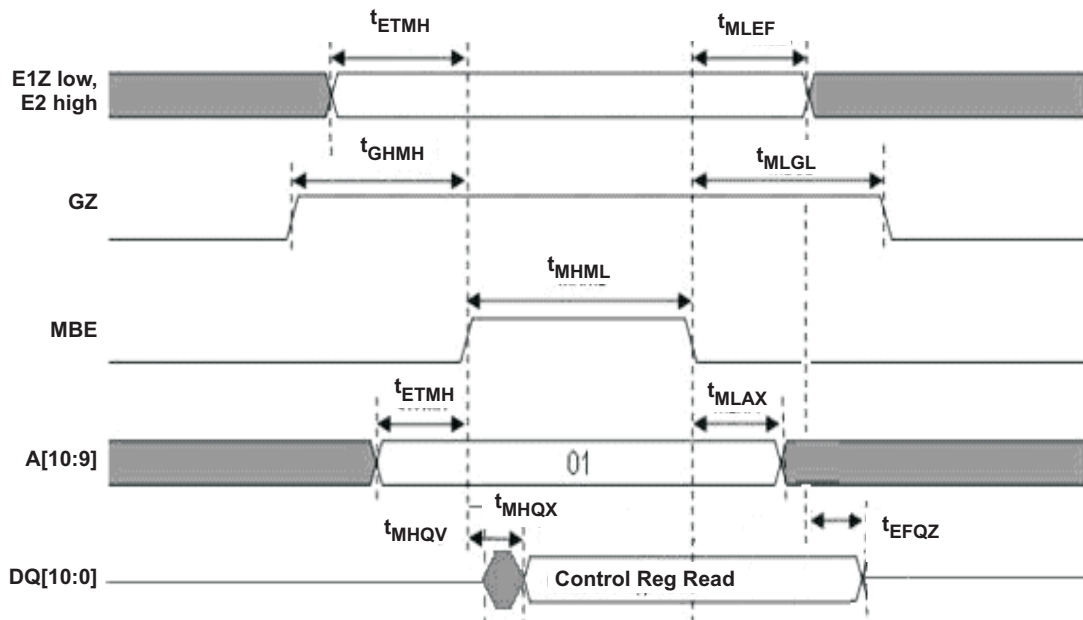 tETMH
tMLEF
E1Z low,
E2 high
tGHMH
tMLGL
GZ
tMHML
MBE
tETMH
tMLAX
A[10:9]
01
tMHQX
tMHQV
tEFQZ
DQ[10:0]
Control Reg Read